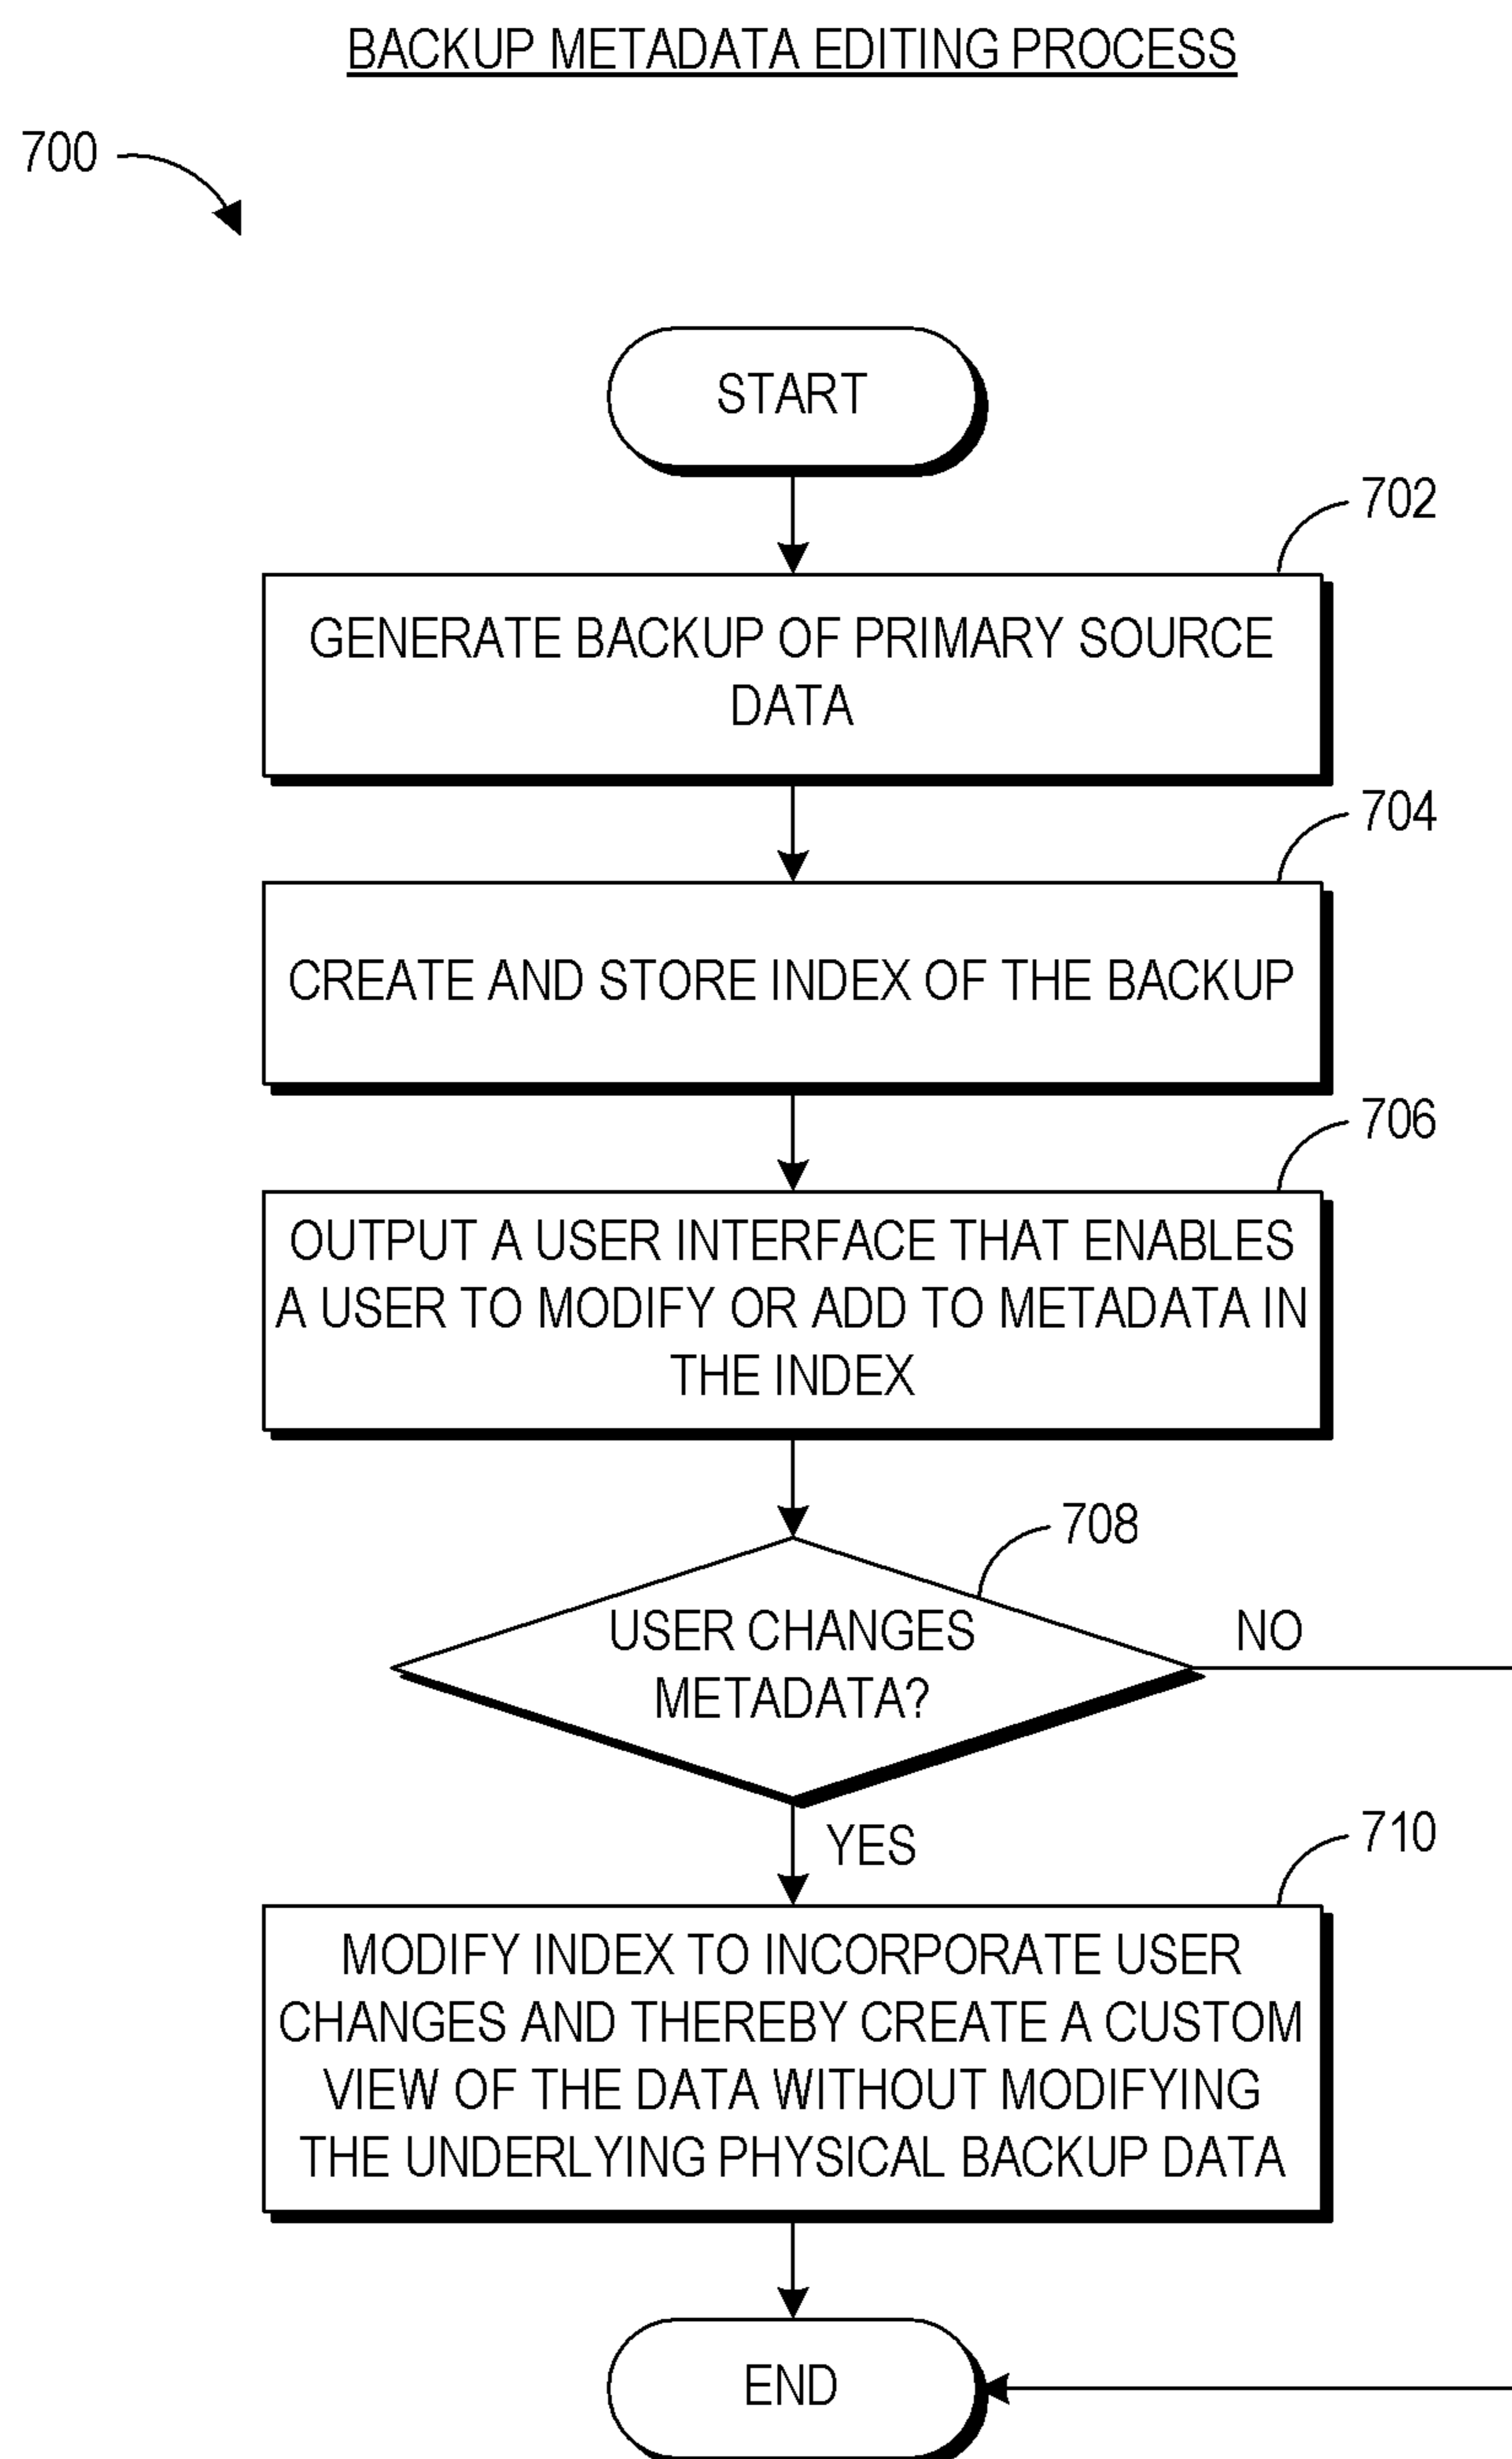 BACKUP METADATA EDITING PROCESS
700
START
702
GENERATE BACKUP OF PRIMARY SOURCE
DATA
704
CREATE AND STORE INDEX OF THE BACKUP
706
OUTPUT A USER INTERFACE THAT ENABLES
A USER TO MODIFY OR ADD TO METADATA IN
THE INDEX
708
USER CHANGES
METADATA?
NO
YES
710
MODIFY INDEX TO INCORPORATE USER
CHANGES AND THEREBY CREATE A CUSTOM
VIEW OF THE DATA WITHOUT MODIFYING
THE UNDERLYING PHYSICAL BACKUP DATA
END